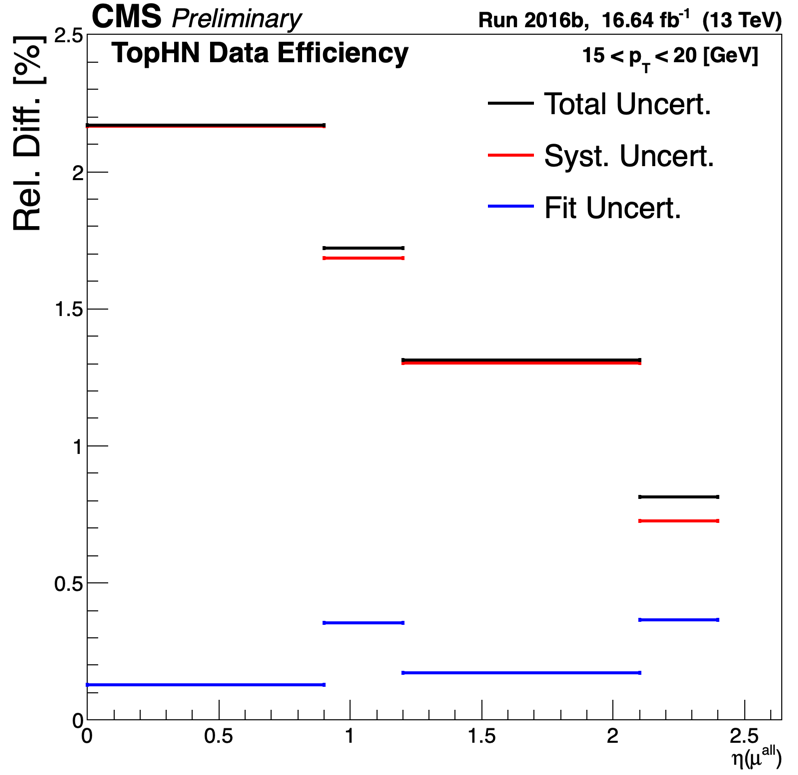 CMS Preliminary
Run 2016b, 16.64 fb⁻¹ (13 TeV)
TopHN Data Efficiency
15 < p_T < 20 [GeV]
Rel. Diff. [%]
Total Uncert.
Syst. Uncert.
Fit Uncert.
2.5
2
1.5
1
0.5
0
0 0.5 1 1.5 2 2.5
η(μ^all)